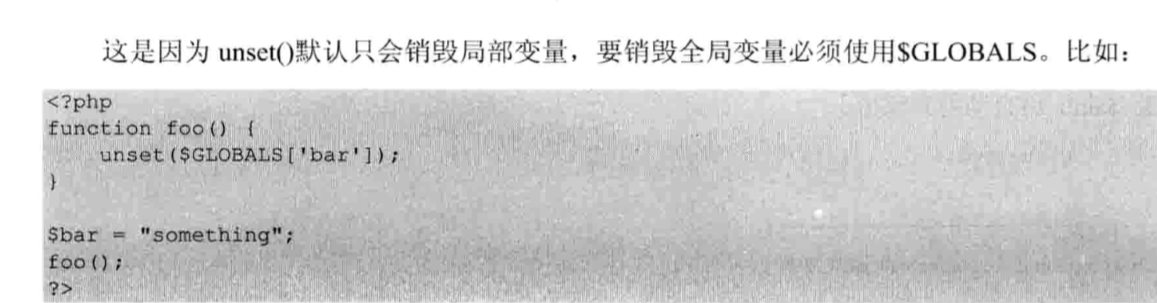 这是因为 unset()默认只会销毁局部变量，要销毁全局变量必须使用$GLOBALS。比如：
<?php
function foo() {
    unset($GLOBALS['bar']);
}
$bar = "something";
foo();
?>